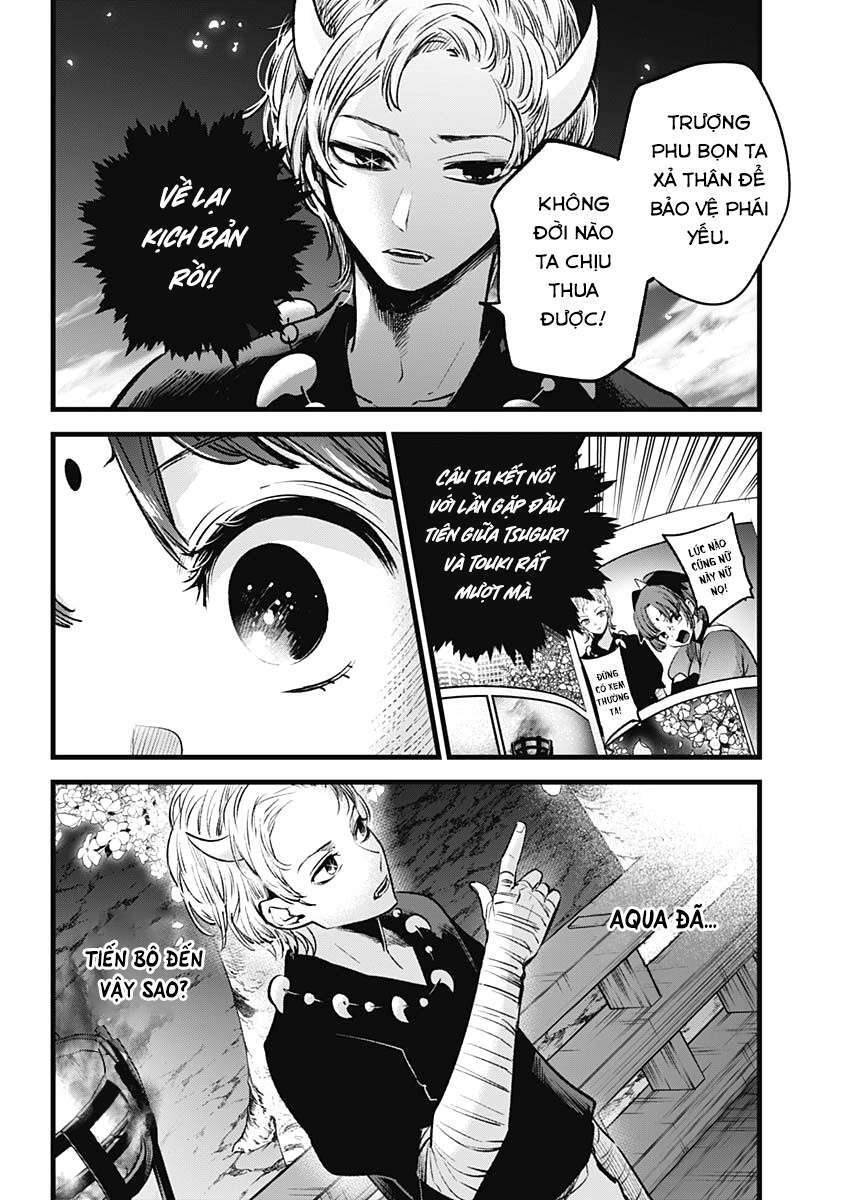 TRƯỢNG
PHU BỌN TA
XẢ THÂN ĐỂ
BẢO VỆ PHÁI
YẾU.
KHÔNG
ĐỜI NÀO
TA CHỊU
THUA
ĐƯỢC!
VỀ LẠI
KỊCH BẢN
RỒI!
LÚC NÀO
CŨNG NỮ
NÀY NỮ
NỌ!
ĐỪNG
CÓ XEM
THƯỜNG
TA!
CẬU TA KẾT NỐI
VỚI LẦN GẶP ĐẦU
TIÊN GIỮA TSUGURI
VÀ TOUKI RẤT
MƯỢT MÀ.
AQUA ĐÃ...
TIẾN BỘ ĐẾN
VẬY SAO?